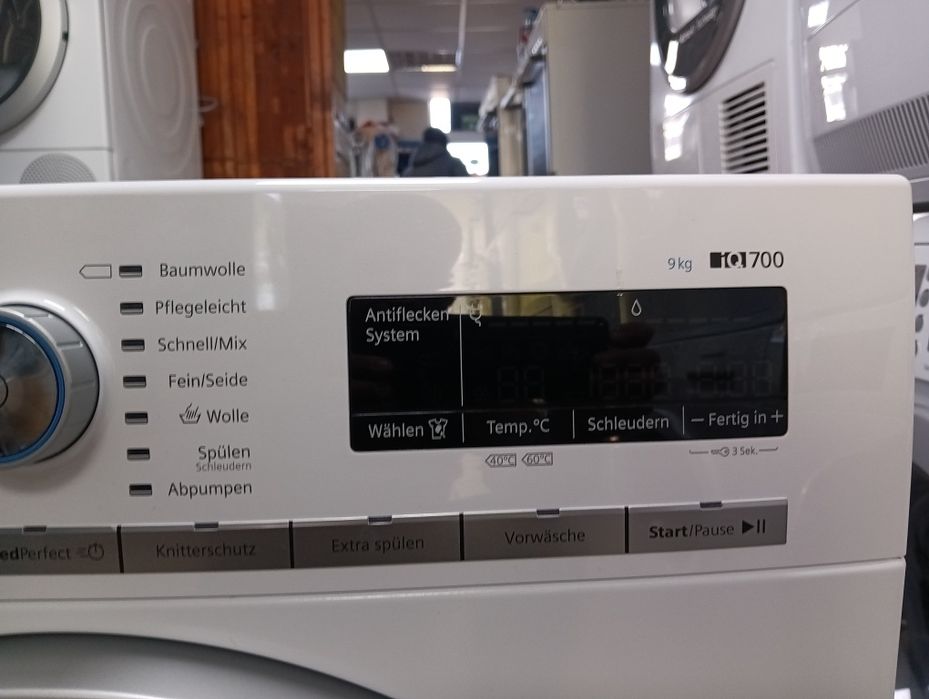 9 kg iQ700
Baumwolle
Pflegeleicht
Schnell/Mix
Fein/Seide
Wolle
Spülen
Schleudern
Abpumpen
Antiflecken
System
Wählen Temp.°C Schleudern − Fertig in +
40°C 60°C 3 Sek.
edPerfect Knitterschutz Extra spülen Vorwäsche Start/Pause